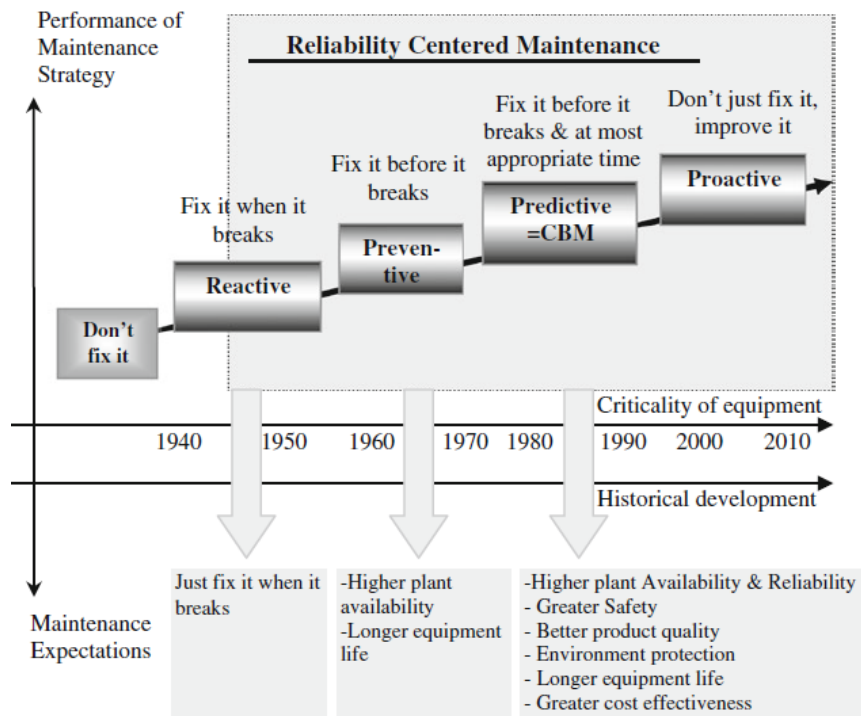 Performance of
Maintenance
Strategy
Reliability Centered Maintenance
Fix it before it
breaks & at most
appropriate time
Don't just fix it,
improve it
Fix it before it
breaks
Fix it when it
breaks
Proactive
Predictive
=CBM
Preven-
tive
Reactive
Don't
fix it
Criticality of equipment
1940 1950 1960 1970 1980 1990 2000 2010
Historical development
Maintenance
Expectations
Just fix it when it
breaks
-Higher plant
availability
-Longer equipment
life
-Higher plant Availability & Reliability
- Greater Safety
- Better product quality
- Environment protection
- Longer equipment life
- Greater cost effectiveness